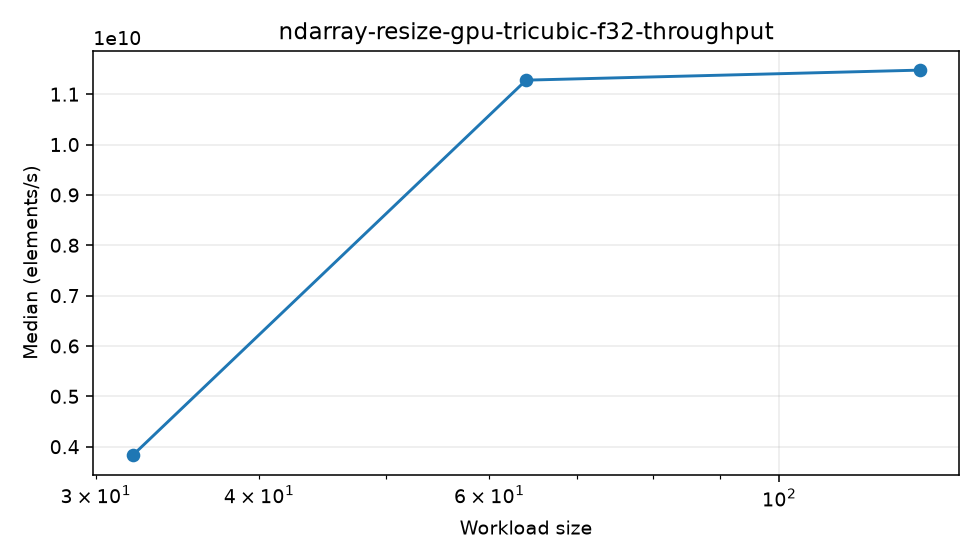 ndarray-resize-gpu-tricubic-f32-throughput
1e10
Median (elements/s)
1.1
1.0
0.9
0.8
0.7
0.6
0.5
0.4
3 × 10¹
4 × 10¹
6 × 10¹
10²
Workload size